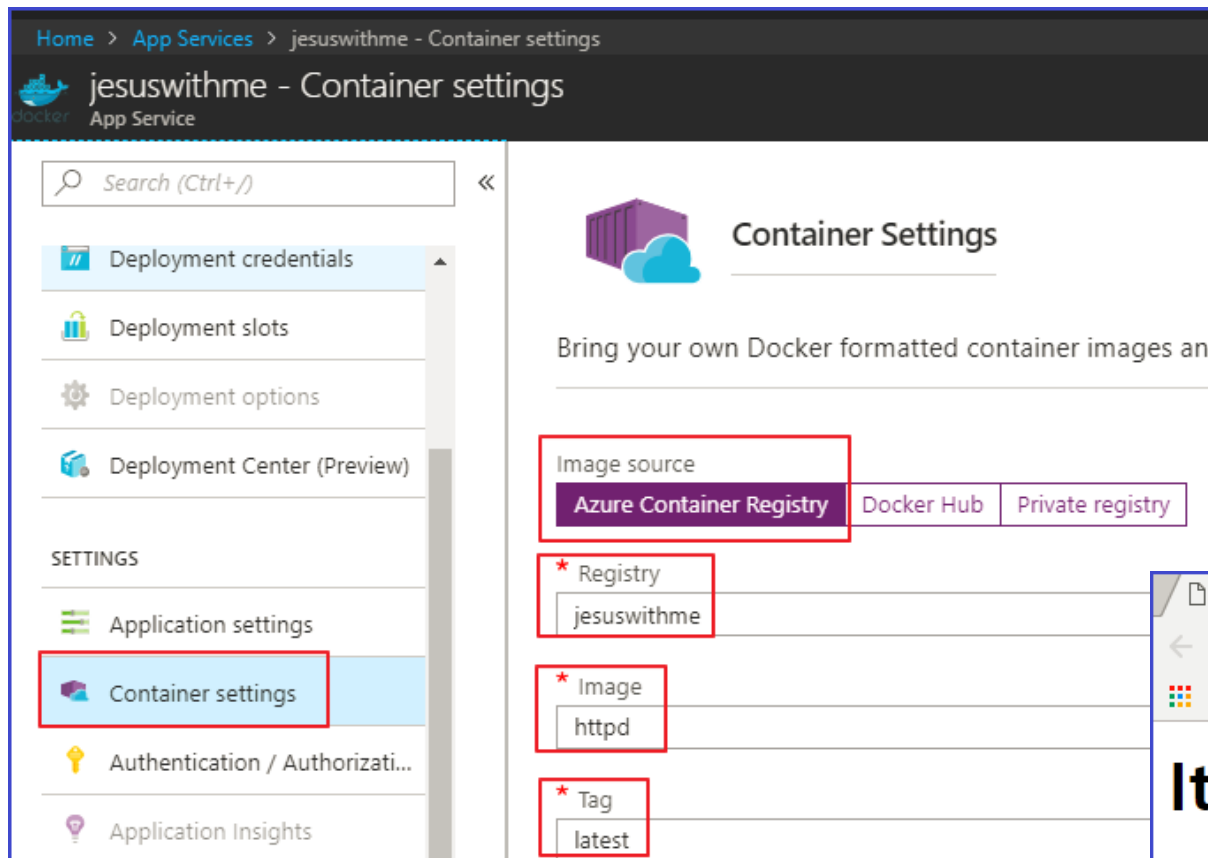 Home > App Services > jesuswithme - Container settings
jesuswithme - Container settings
docker
App Service
Search (Ctrl+/)
«
Deployment credentials
Deployment slots
Deployment options
Deployment Center (Preview)
SETTINGS
Application settings
Container settings
Authentication / Authorizati...
Application Insights
Container Settings
Bring your own Docker formatted container images an
Image source
Azure Container Registry
Docker Hub
Private registry
* Registry
jesuswithme
* Image
httpd
* Tag
latest
It